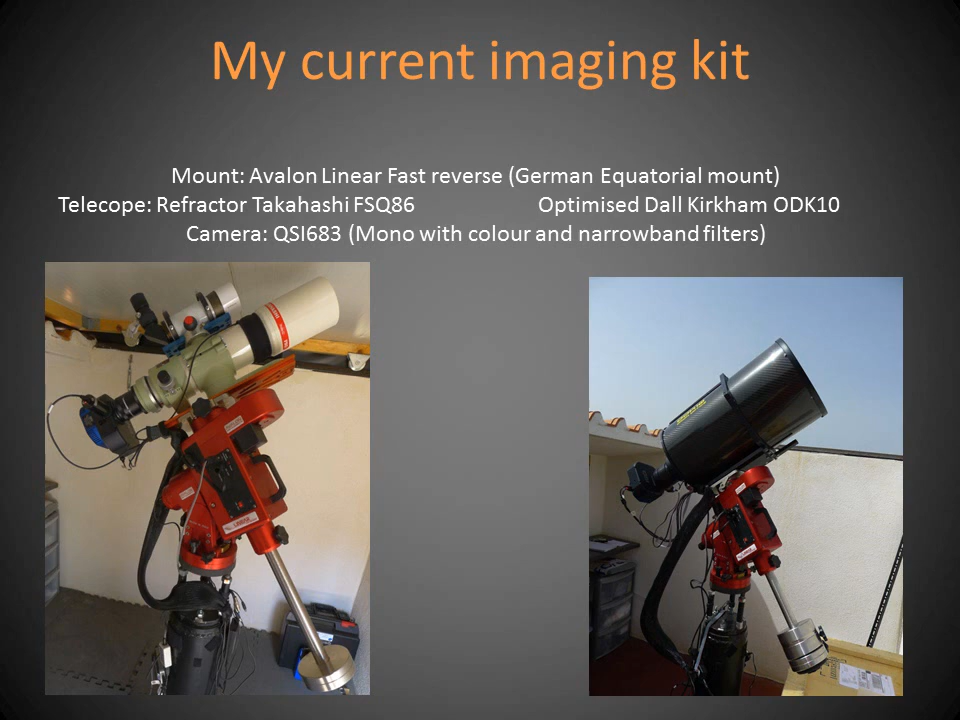 My current imaging kit
Mount: Avalon Linear Fast reverse (German Equatorial mount)
Telecope: Refractor Takahashi FSQ86 Optimised Dall Kirkham ODK10
Camera: QSI683 (Mono with colour and narrowband filters)